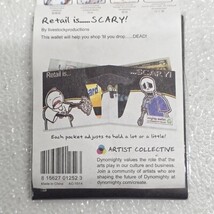 Retail is......SCARY!
By lovestickyproductions
This wallet will help you shop 'til you drop......DEAD!
Retail is...
...SCARY!
Each pocket adjusts to hold a lot or a little!
ARTIST COLLECTIVE
Dynomighty values the role that the
arts play in our culture and business.
Join a community of artists who are
shaping the future of Dynomighty at
dynomighty.com/create.
8 15627 01252 9
MADE IN CHINA